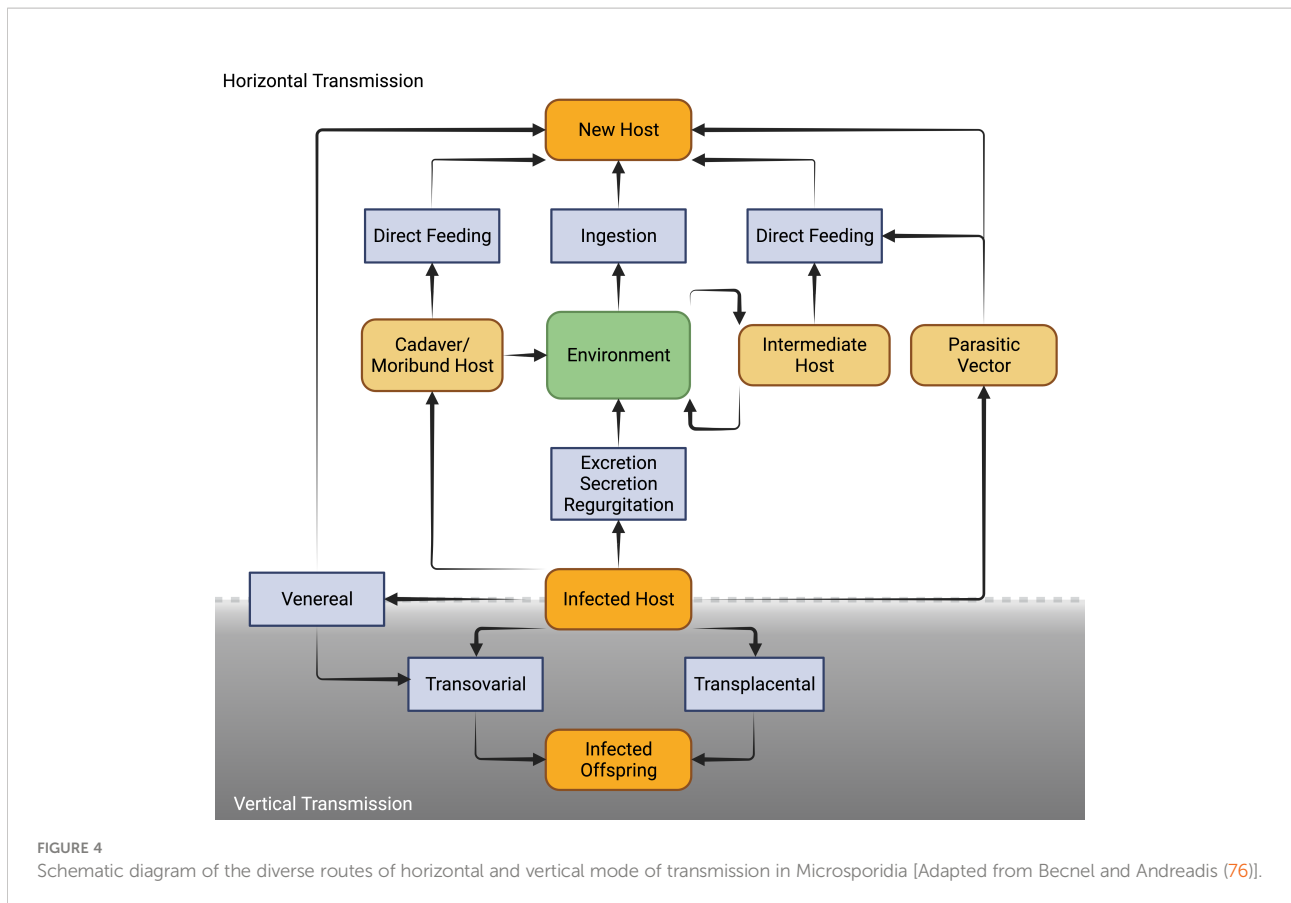 Horizontal Transmission
New Host
Direct Feeding
Ingestion
Direct Feeding
Cadaver/
Moribund Host
Environment
Intermediate
Host
Parasitic
Vector
Excretion
Secretion
Regurgitation
Venereal
Infected Host
Transovarial
Transplacental
Infected
Offspring
Vertical Transmission
FIGURE 4
Schematic diagram of the diverse routes of horizontal and vertical mode of transmission in Microsporidia [Adapted from Becnel and Andreadis (76)].